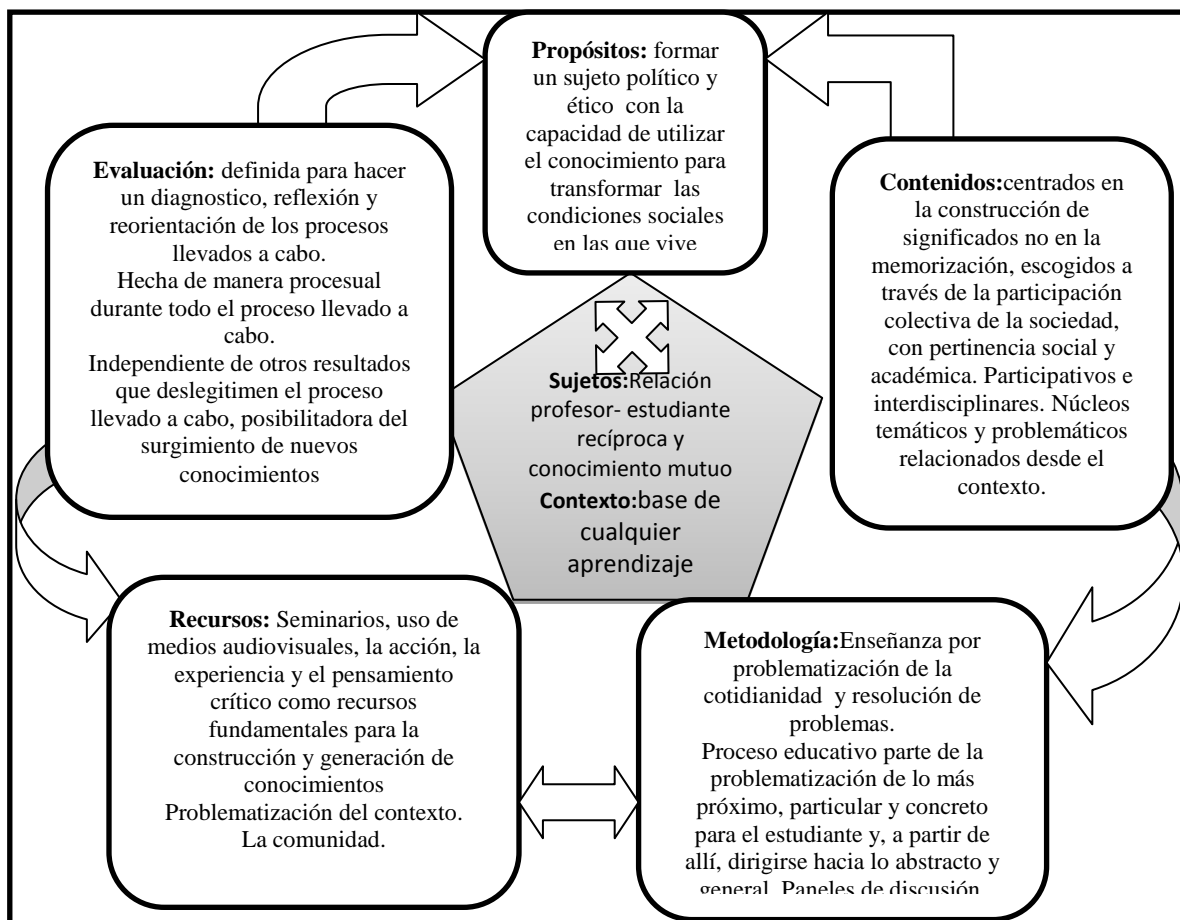 Propósitos: formar
un sujeto político y
ético con la
capacidad de utilizar
el conocimiento para
transformar las
condiciones sociales
en las que vive
Evaluación: definida para hacer
un diagnostico, reflexión y
reorientación de los procesos
llevados a cabo.
Hecha de manera procesual
durante todo el proceso llevado a
cabo.
Independiente de otros resultados
que deslegitimen el proceso
llevado a cabo, posibilitadora del
surgimiento de nuevos
conocimientos
Contenidos:centrados en
la construcción de
significados no en la
memorización, escogidos a
través de la participación
colectiva de la sociedad,
con pertinencia social y
académica. Participativos e
interdisciplinares. Núcleos
temáticos y problemáticos
relacionados desde el
contexto.
Sujetos:Relación
profesor- estudiante
recíproca y
conocimiento mutuo
Contexto:base de
cualquier
aprendizaje
Recursos: Seminarios, uso de
medios audiovisuales, la acción, la
experiencia y el pensamiento
crítico como recursos
fundamentales para la
construcción y generación de
conocimientos
Problematización del contexto.
La comunidad.
Metodología:Enseñanza por
problematización de la
cotidianidad y resolución de
problemas.
Proceso educativo parte de la
problematización de lo más
próximo, particular y concreto
para el estudiante y, a partir de
allí, dirigirse hacia lo abstracto y
general. Paneles de discusión